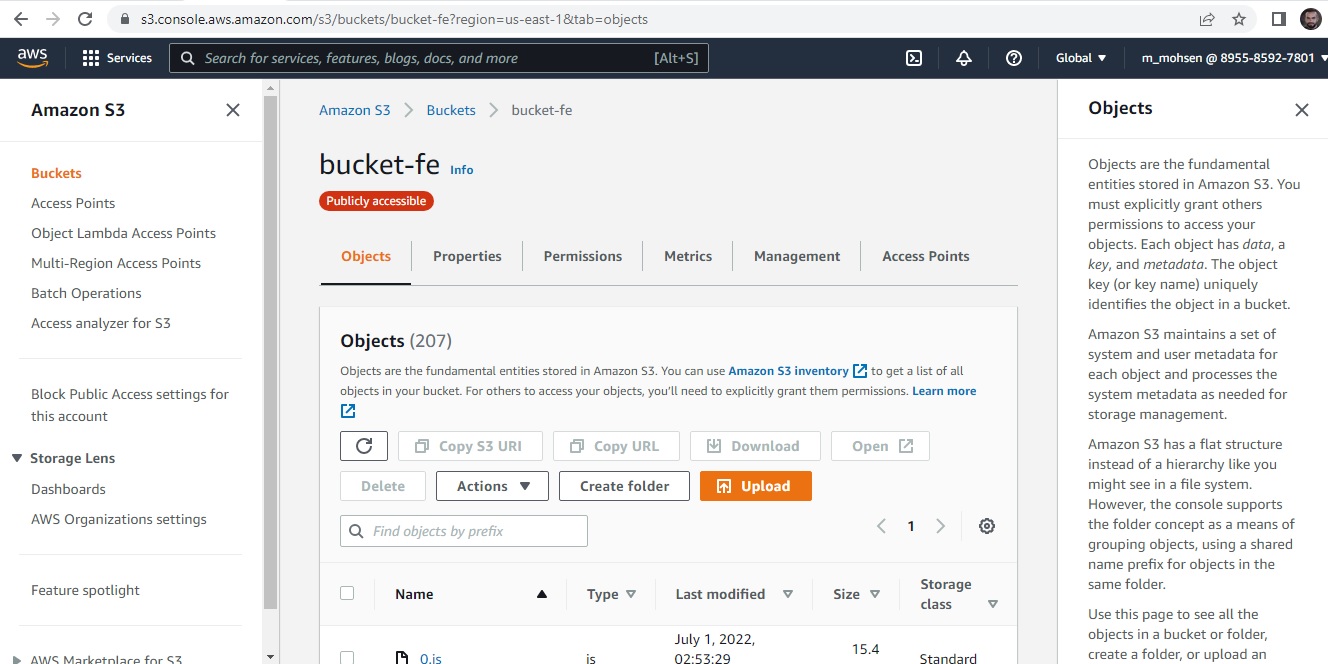 s3.console.aws.amazon.com/s3/buckets/bucket-fe?region=us-east-1&tab=objects
aws
Services
Search for services, features, blogs, docs, and more
[Alt+S]
Global
m_mohsen @ 8955-8592-7801
Amazon S3
Buckets
Access Points
Object Lambda Access Points
Multi-Region Access Points
Batch Operations
Access analyzer for S3
Block Public Access settings for
this account
Storage Lens
Dashboards
AWS Organizations settings
Feature spotlight
AWS Marketplace for S3
Amazon S3 > Buckets > bucket-fe
bucket-fe Info
Publicly accessible
Objects
Properties
Permissions
Metrics
Management
Access Points
Objects (207)
Objects are the fundamental entities stored in Amazon S3. You can use Amazon S3 inventory to get a list of all
objects in your bucket. For others to access your objects, you'll need to explicitly grant them permissions. Learn more
Copy S3 URI
Copy URL
Download
Open
Delete
Actions
Create folder
Upload
Find objects by prefix
1
Name
Type
Last modified
Size
Storage
class
0.js
js
July 1, 2022,
02:53:29
15.4
Standard
Objects
Objects are the fundamental
entities stored in Amazon S3. You
must explicitly grant others
permissions to access your
objects. Each object has data, a
key, and metadata. The object
key (or key name) uniquely
identifies the object in a bucket.
Amazon S3 maintains a set of
system and user metadata for
each object and processes the
system metadata as needed for
storage management.
Amazon S3 has a flat structure
instead of a hierarchy like you
might see in a file system.
However, the console supports
the folder concept as a means of
grouping objects, using a shared
name prefix for objects in the
same folder.
Use this page to see all the
objects in a bucket or folder,
create a folder, or upload an